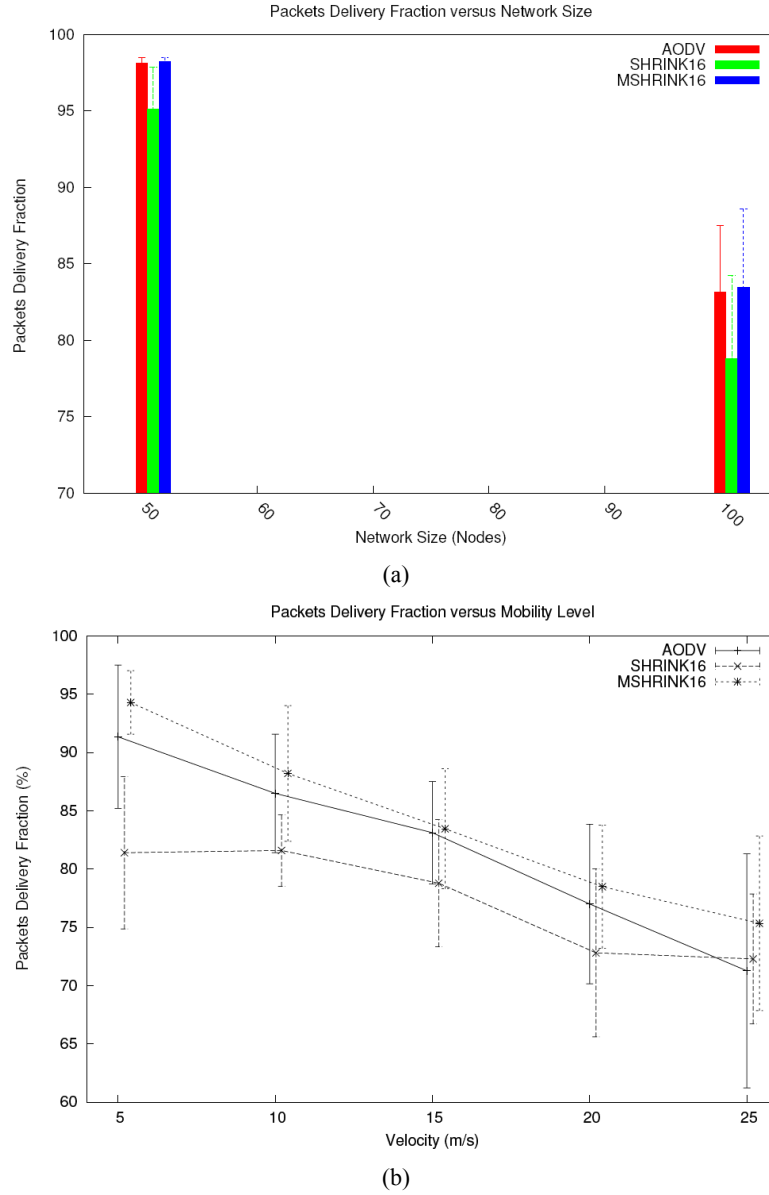 Packets Delivery Fraction versus Network Size
100
95
90
85
80
75
70
Packets Delivery Fraction
AODV
SHRINK16
MSHRINK16
50 60 70 80 90 100
Network Size (Nodes)
(a)
Packets Delivery Fraction versus Mobility Level
100
95
90
85
80
75
70
65
60
Packets Delivery Fraction (%)
AODV
SHRINK16
MSHRINK16
5 10 15 20 25
Velocity (m/s)
(b)